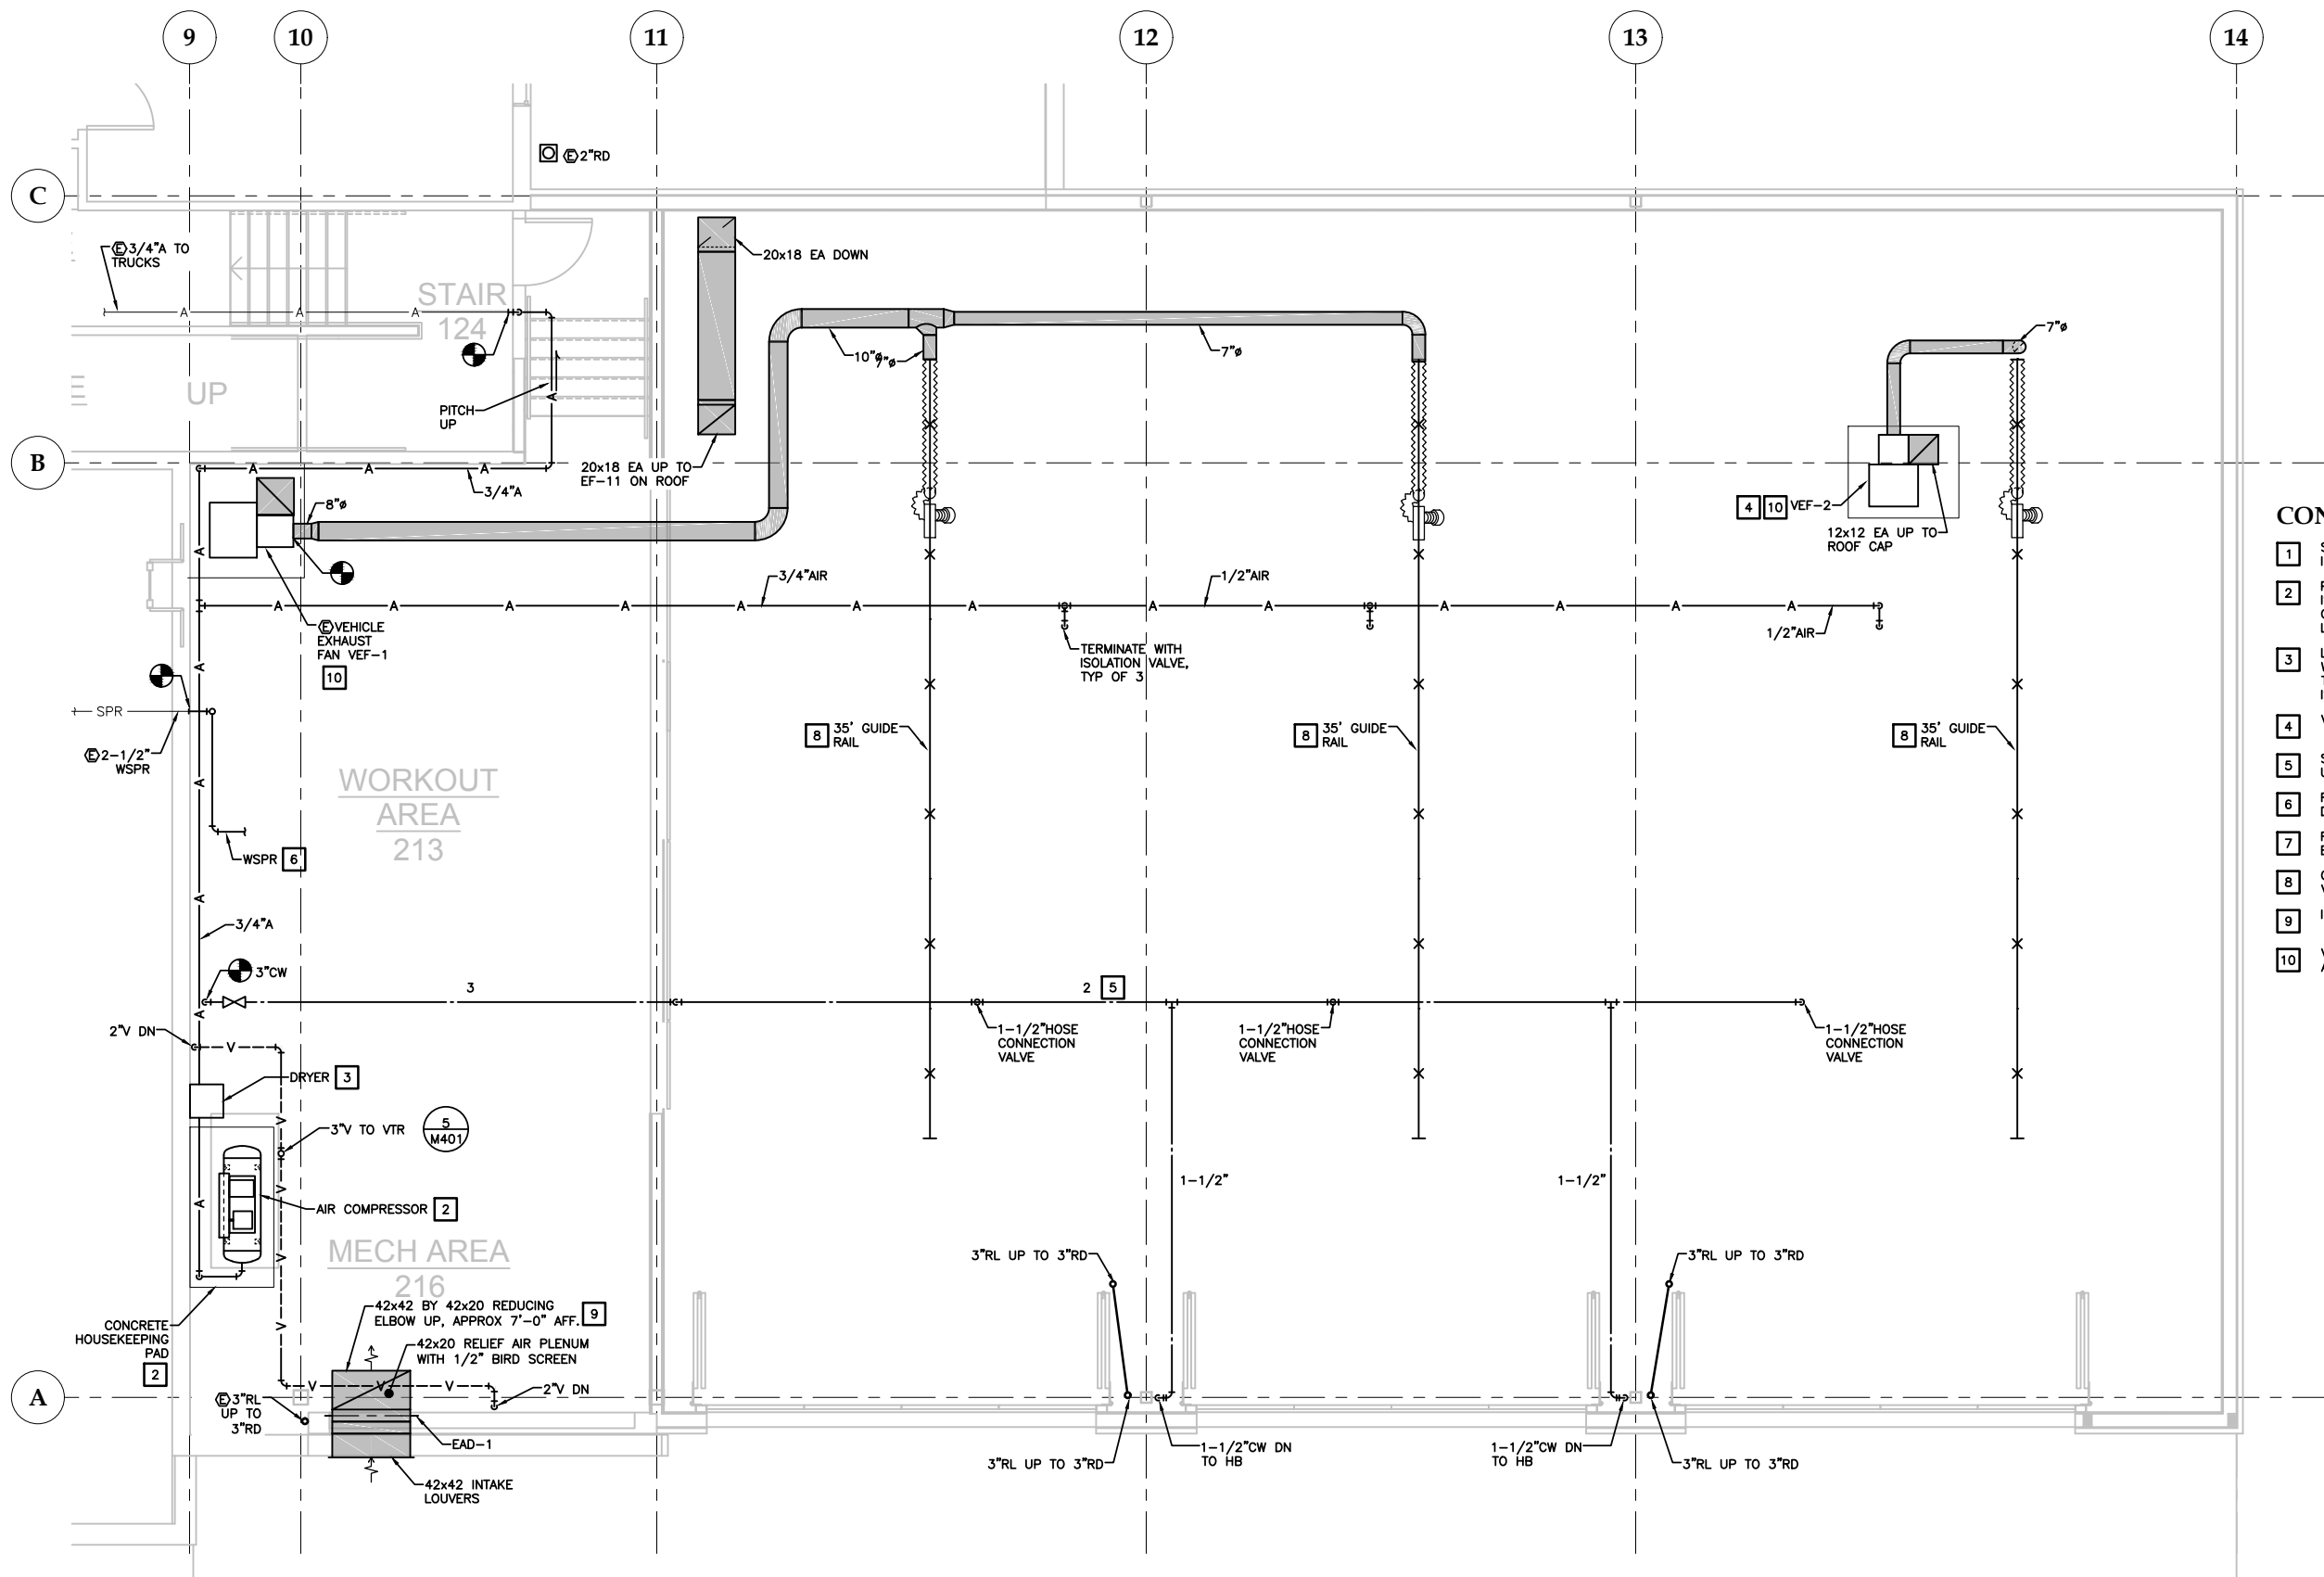 9
10
11
12
13
14
C
B
A
Ⓔ2"RD
Ⓔ3/4"A TO
TRUCKS
A A A
STAIR
124
UP
PITCH
UP
A
20x18 EA DOWN
20x18 EA UP TO
EF-11 ON ROOF
10"ø
7"ø
7"ø
7"ø
A A A
3/4"A
8"ø
4 10 VEF-2
12x12 EA UP TO
ROOF CAP
A
3/4"AIR
1/2"AIR
A A A A A A A A A A A A A
1/2"AIR
ⒺVEHICLE
EXHAUST
FAN VEF-1
10
TERMINATE WITH
ISOLATION VALVE,
TYP OF 3
A
SPR
Ⓔ2-1/2"
WSPR
8 35' GUIDE
RAIL
8 35' GUIDE
RAIL
8 35' GUIDE
RAIL
WORKOUT
AREA
213
A
WSPR 6
A
3/4"A
3"CW
3
2 5
A
2"V DN
V
1-1/2"HOSE
CONNECTION
VALVE
1-1/2"HOSE
CONNECTION
VALVE
1-1/2"HOSE
CONNECTION
VALVE
DRYER 3
V
3"V TO VTR
5
M401
V
A
AIR COMPRESSOR 2
1-1/2"
1-1/2"
MECH AREA
216
V
3"RL UP TO 3"RD
3"RL UP TO 3"RD
42x42 BY 42x20 REDUCING
ELBOW UP, APPROX 7'-0" AFF. 9
CONCRETE
HOUSEKEEPING
PAD
2
V
42x20 RELIEF AIR PLENUM
WITH 1/2" BIRD SCREEN
V V V
2"V DN
Ⓔ3"RL
UP TO
3"RD
EAD-1
42x42 INTAKE
LOUVERS
3"RL UP TO 3"RD
1-1/2"CW DN
TO HB
1-1/2"CW DN
TO HB
3"RL UP TO 3"RD
CON
1
2
3
4
5
6
7
8
9
10